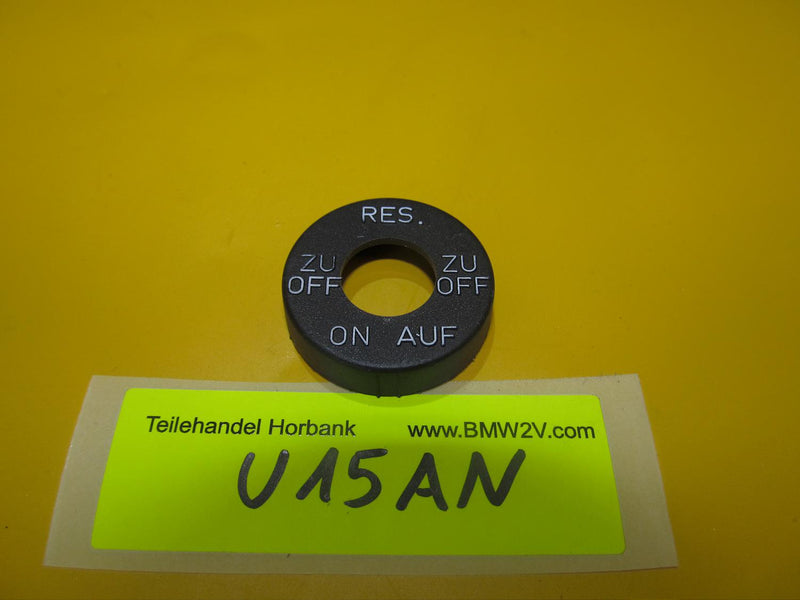 RES.
ZU ZU
OFF OFF
ON AUF
Teilehandel Horbank www.BMW2V.com
U15AN